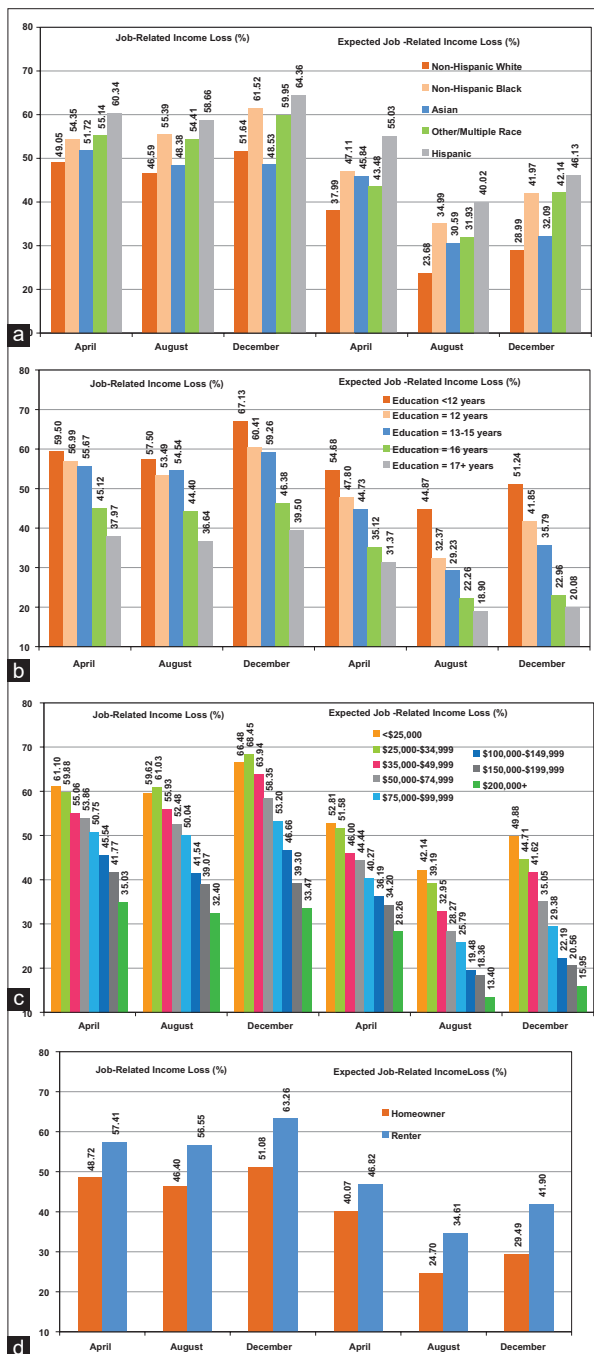 Job-Related Income Loss (%) Expected Job -Related Income Loss (%)
80
70
60
50
40
30
20
10
Non-Hispanic White
Non-Hispanic Black
Asian
Other/Multiple Race
Hispanic
49.05 54.35 51.72 55.14 60.34
46.59 55.39 48.38 54.41 58.66
51.64 61.52 48.53 59.95 64.36
37.99 47.11 45.84 43.48 55.03
23.68 34.99 30.59 31.93 40.02
28.99 41.97 32.09 42.14 46.13
April August December April August December
a
Job-Related Income Loss (%) Expected Job -Related Income Loss (%)
80
70
60
50
40
30
20
10
Education <12 years
Education = 12 years
Education = 13-15 years
Education = 16 years
Education = 17+ years
59.50 56.99 55.67 45.12 37.97
57.50 53.49 54.54 44.40 36.64
67.13 60.41 59.26 46.38 39.50
54.68 47.80 44.73 35.12 31.37
44.87 32.37 29.23 22.26 18.90
51.24 41.85 35.79 22.96 20.08
April August December April August December
b
Job-Related Income Loss (%) Expected Job -Related Income Loss (%)
80
70
60
50
40
30
20
10
<$25,000
$25,000-$34,999
$35,000-$49,999
$50,000-$74,999
$75,000-$99,999
$100,000-$149,999
$150,000-$199,999
$200,000+
61.10 59.88 55.06 53.86 50.75 45.54 41.77 35.03
59.62 61.03 55.93 52.48 50.04 41.54 39.07 32.40
66.48 68.45 63.94 58.35 53.20 46.66 39.30 33.47
52.81 51.58 46.00 44.44 40.27 36.19 34.20 28.26
42.14 39.19 32.95 28.27 25.79 19.48 18.36 13.40
49.88 44.71 41.62 35.05 29.38 22.19 20.56 15.95
April August December April August December
c
Job-Related Income Loss (%) Expected Job-Related IncomeLoss (%)
80
70
60
50
40
30
20
10
Homeowner
Renter
48.72 57.41
46.40 56.55
51.08 63.26
40.07 46.82
24.70 34.61
29.49 41.90
April August December April August December
d